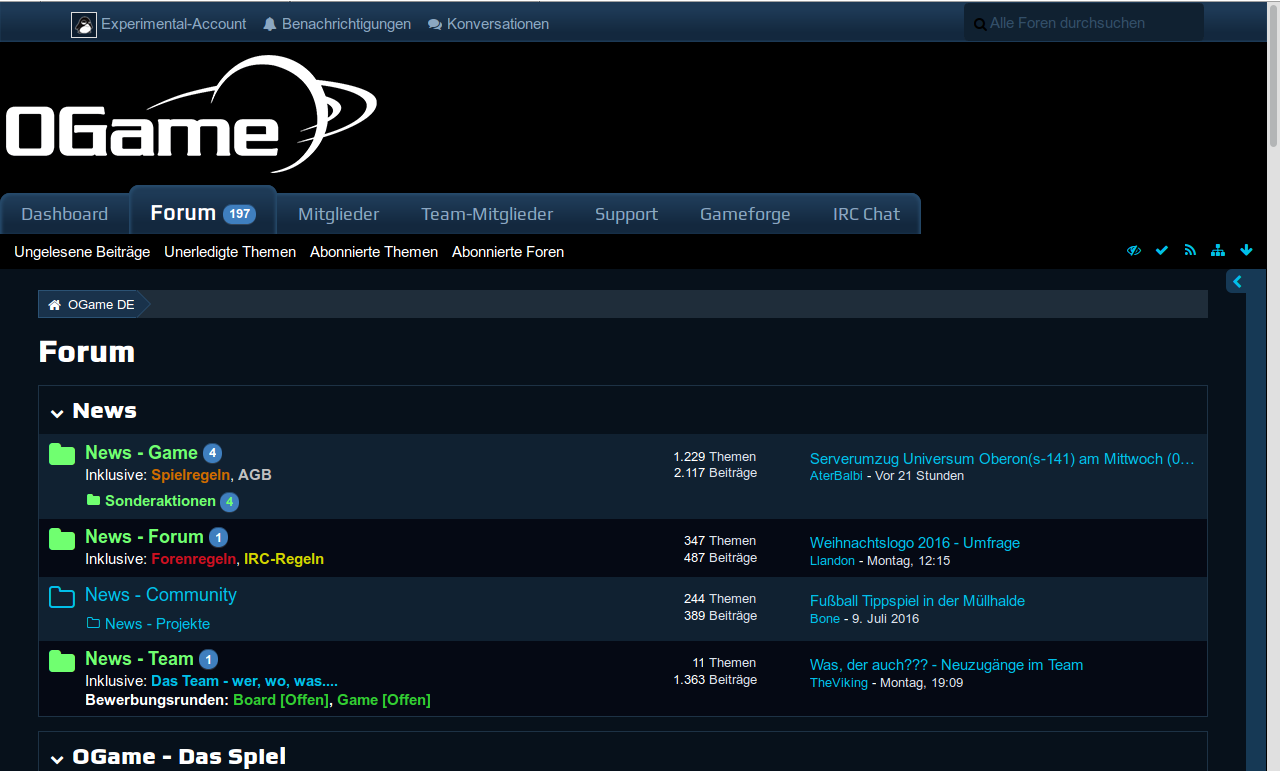 Experimental-Account Benachrichtigungen Konversationen Alle Foren durchsuchen
OGame
Dashboard Forum 197 Mitglieder Team-Mitglieder Support Gameforge IRC Chat
Ungelesene Beiträge Unerledigte Themen Abonnierte Themen Abonnierte Foren
OGame DE
Forum
News
News - Game 4
Inklusive: Spielregeln, AGB
Sonderaktionen 4
1.229 Themen
2.117 Beiträge
Serverumzug Universum Oberon(s-141) am Mittwoch (0…
AterBalbi - Vor 21 Stunden
News - Forum 1
Inklusive: Forenregeln, IRC-Regeln
347 Themen
487 Beiträge
Weihnachtslogo 2016 - Umfrage
Llandon - Montag, 12:15
News - Community
News - Projekte
244 Themen
389 Beiträge
Fußball Tippspiel in der Müllhalde
Bone - 9. Juli 2016
News - Team 1
Inklusive: Das Team - wer, wo, was....
Bewerbungsrunden: Board [Offen], Game [Offen]
11 Themen
1.363 Beiträge
Was, der auch??? - Neuzugänge im Team
TheViking - Montag, 19:09
OGame - Das Spiel